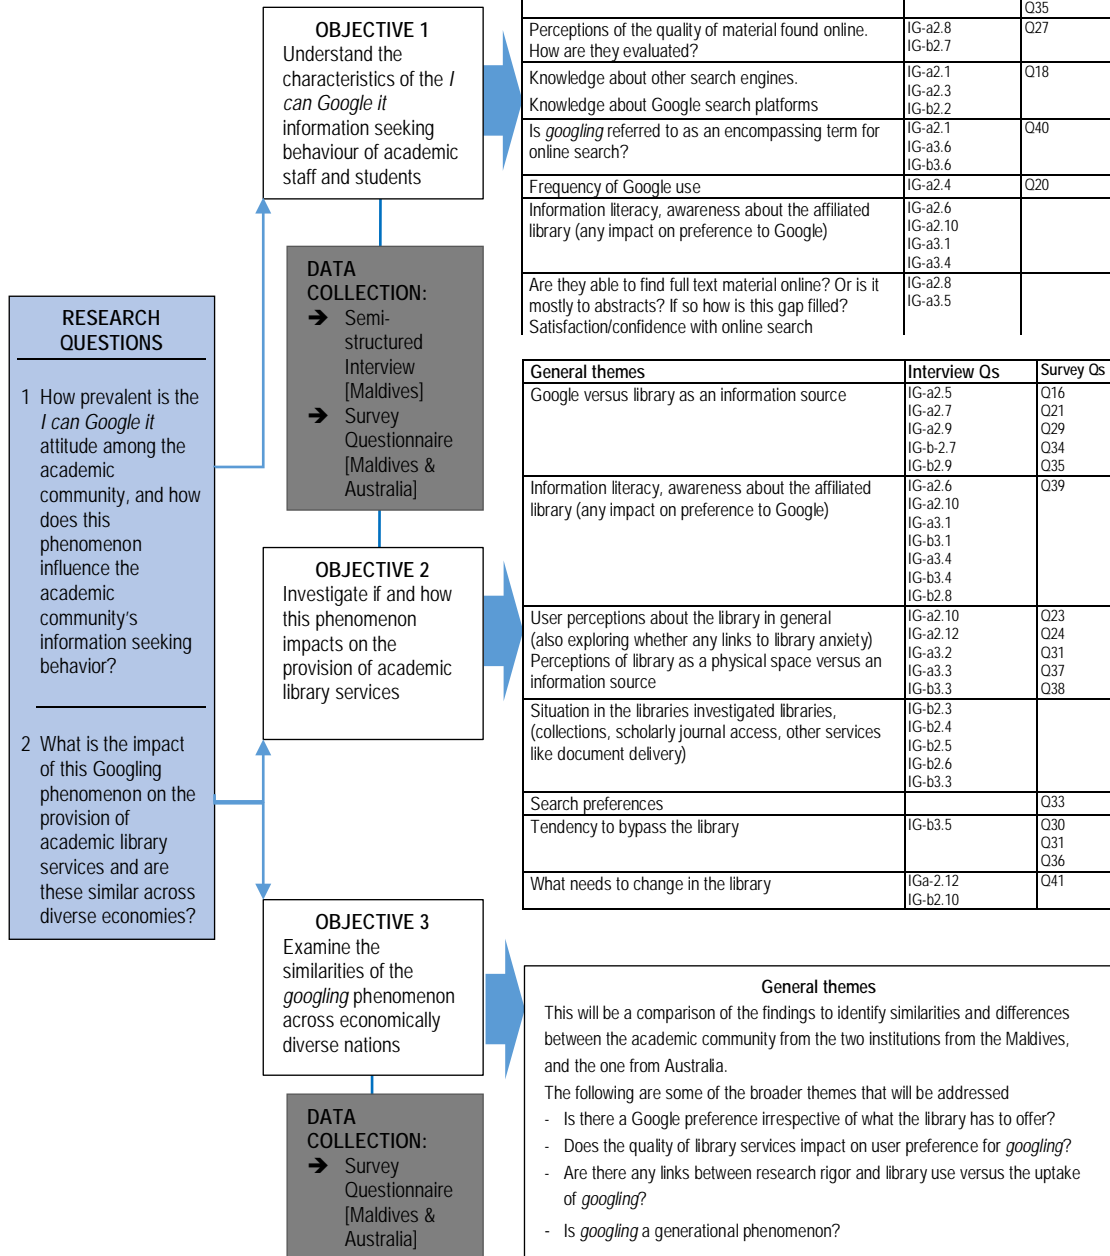 RESEARCH
QUESTIONS
1 How prevalent is the
I can Google it
attitude among the
academic
community, and how
does this
phenomenon
influence the
academic
community's
information seeking
behavior?
2 What is the impact
of this Googling
phenomenon on the
provision of
academic library
services and are
these similar across
diverse economies?
OBJECTIVE 1
Understand the
characteristics of the I
can Google it
information seeking
behaviour of academic
staff and students
DATA
COLLECTION:
➔ Semi-
structured
Interview
[Maldives]
➔ Survey
Questionnaire
[Maldives &
Australia]
OBJECTIVE 2
Investigate if and how
this phenomenon
impacts on the
provision of academic
library services
OBJECTIVE 3
Examine the
similarities of the
googling phenomenon
across economically
diverse nations
DATA
COLLECTION:
➔ Survey
Questionnaire
[Maldives &
Australia]
Q35
Perceptions of the quality of material found online. IG-a2.8 Q27
How are they evaluated? IG-b2.7
Knowledge about other search engines. IG-a2.1 Q18
IG-a2.3
Knowledge about Google search platforms IG-b2.2
Is googling referred to as an encompassing term for IG-a2.1 Q40
online search? IG-a3.6
IG-b3.6
Frequency of Google use IG-a2.4 Q20
Information literacy, awareness about the affiliated IG-a2.6
library (any impact on preference to Google) IG-a2.10
IG-a3.1
IG-a3.4
Are they able to find full text material online? Or is it IG-a2.8
mostly to abstracts? If so how is this gap filled? IG-a3.5
Satisfaction/confidence with online search
General themes Interview Qs Survey Qs
Google versus library as an information source IG-a2.5 Q16
IG-a2.7 Q21
IG-a2.9 Q29
IG-b-2.7 Q34
IG-b2.9 Q35
Information literacy, awareness about the affiliated IG-a2.6 Q39
library (any impact on preference to Google) IG-a2.10
IG-a3.1
IG-b3.1
IG-a3.4
IG-b3.4
IG-b2.8
User perceptions about the library in general IG-a2.10 Q23
(also exploring whether any links to library anxiety) IG-a2.12 Q24
Perceptions of library as a physical space versus an IG-a3.2 Q31
information source IG-a3.3 Q37
IG-b3.3 Q38
Situation in the libraries investigated libraries, IG-b2.3
(collections, scholarly journal access, other services IG-b2.4
like document delivery) IG-b2.5
IG-b2.6
IG-b3.3
Search preferences Q33
Tendency to bypass the library IG-b3.5 Q30
Q31
Q36
What needs to change in the library IGa-2.12 Q41
IG-b2.10
General themes
This will be a comparison of the findings to identify similarities and differences
between the academic community from the two institutions from the Maldives,
and the one from Australia.
The following are some of the broader themes that will be addressed
- Is there a Google preference irrespective of what the library has to offer?
- Does the quality of library services impact on user preference for googling?
- Are there any links between research rigor and library use versus the uptake
of googling?
- Is googling a generational phenomenon?